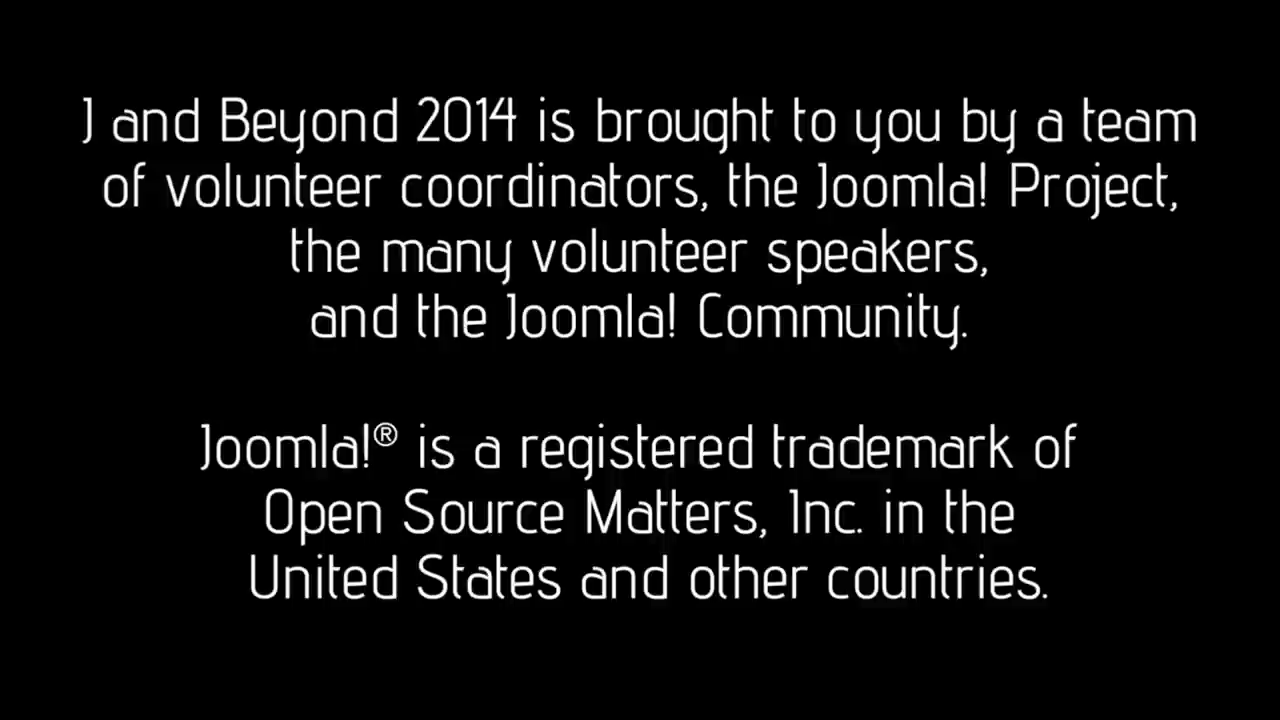 J and Beyond 2014 is brought to you by a team
of volunteer coordinators, the Joomla! Project,
the many volunteer speakers,
and the Joomla! Community.
Joomla!® is a registered trademark of
Open Source Matters, Inc. in the
United States and other countries.